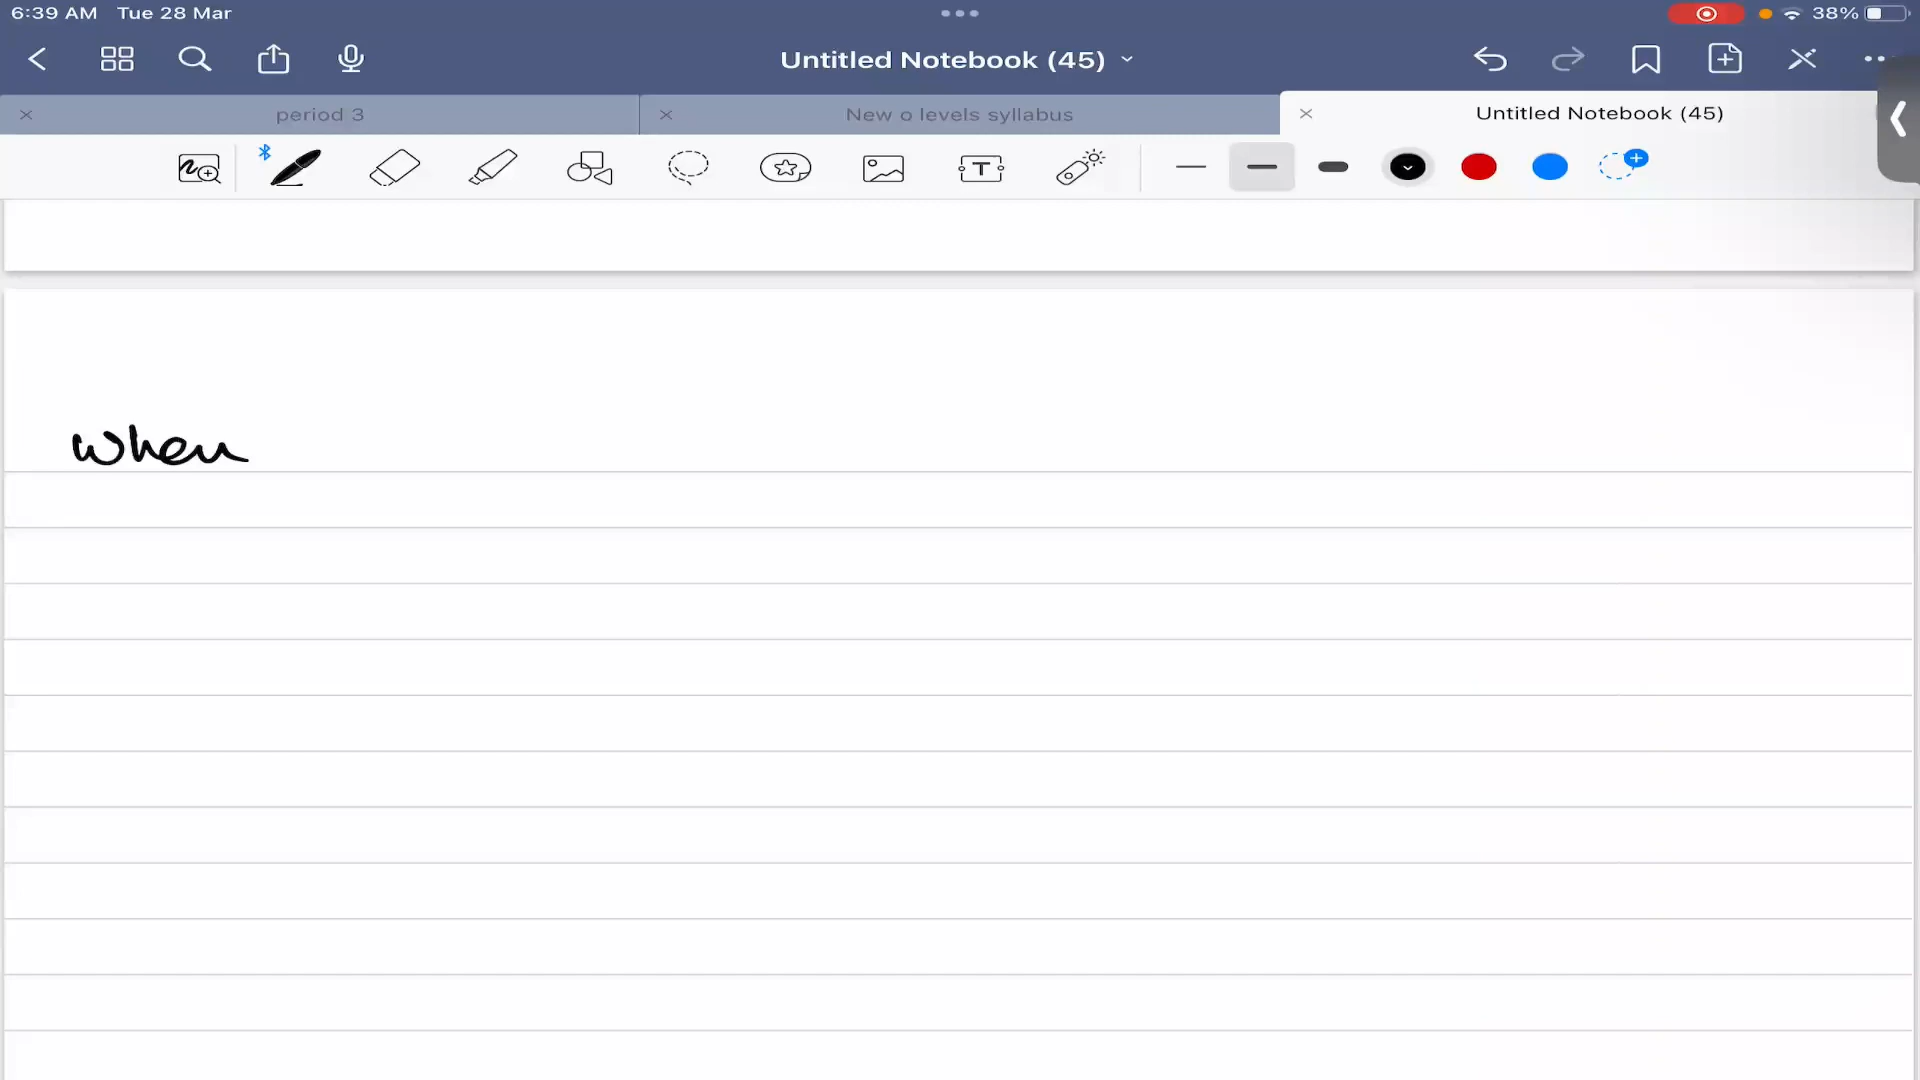 6:39 AM Tue 28 Mar
38%
Untitled Notebook (45)
period 3
New o levels syllabus
Untitled Notebook (45)
T
when